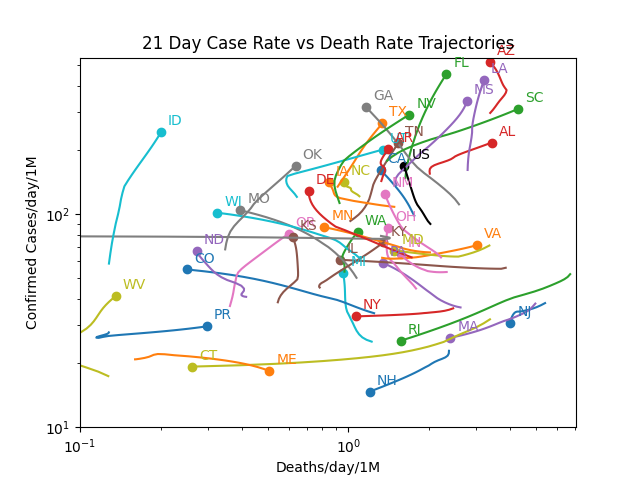 21 Day Case Rate vs Death Rate Trajectories
AZ
FL
LA
MS
GA
SC
NV
TX
ID
AR
TN
AL
OK
CA
US
DE
IA
NC
NM
WI
MO
10²
MN
WA
OH
OR
KS
KY
VA
MD
ND
IL
PA
CO
MI
WV
NY
PR
NJ
RI
MA
CT
ME
NH
10¹
10⁻¹
10⁰
Confirmed Cases/day/1M
Deaths/day/1M